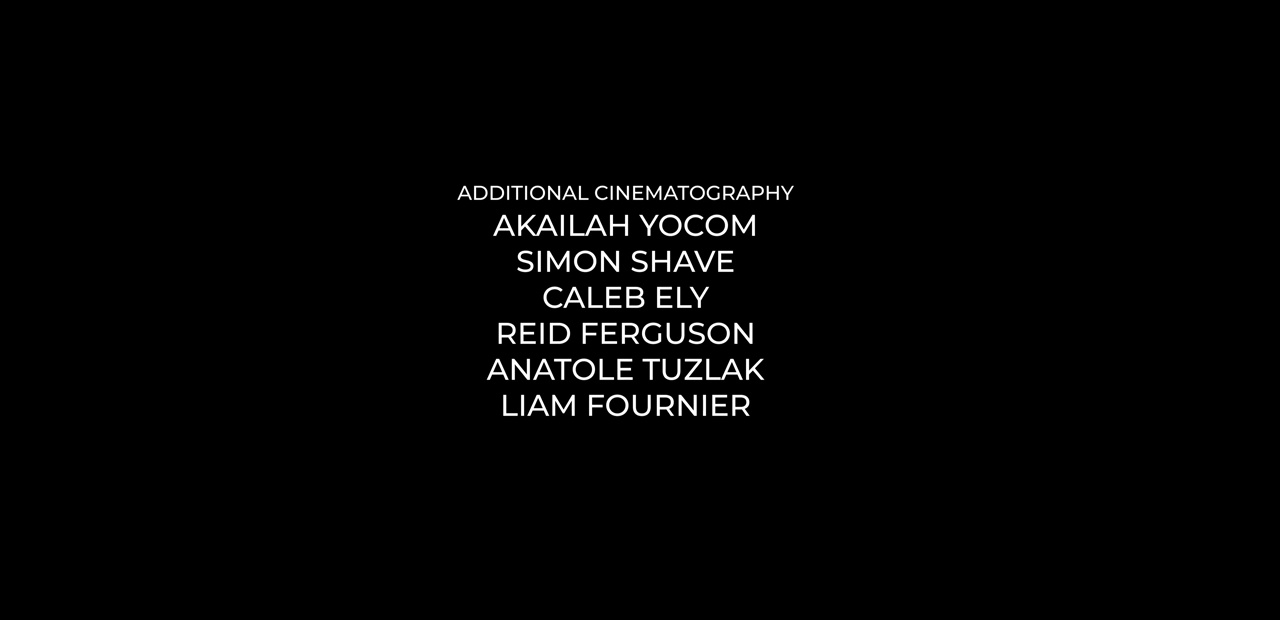 ADDITIONAL CINEMATOGRAPHY
AKAILAH YOCOM
SIMON SHAVE
CALEB ELY
REID FERGUSON
ANATOLE TUZLAK
LIAM FOURNIER